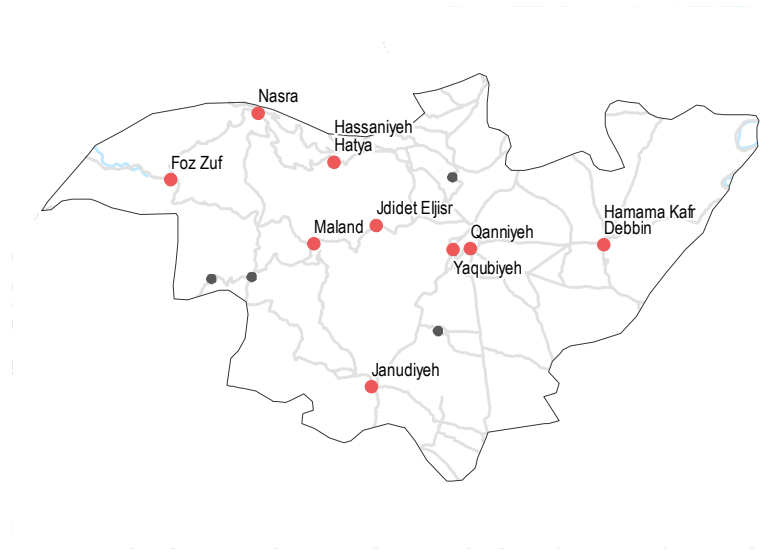 Nasra
Hassaniyeh
Hatya
Foz Zuf
Jdidet Eljisr
Maland
Hamama Kafr
Debbin
Qanniyeh
Yaqubiyeh
Janudiyeh